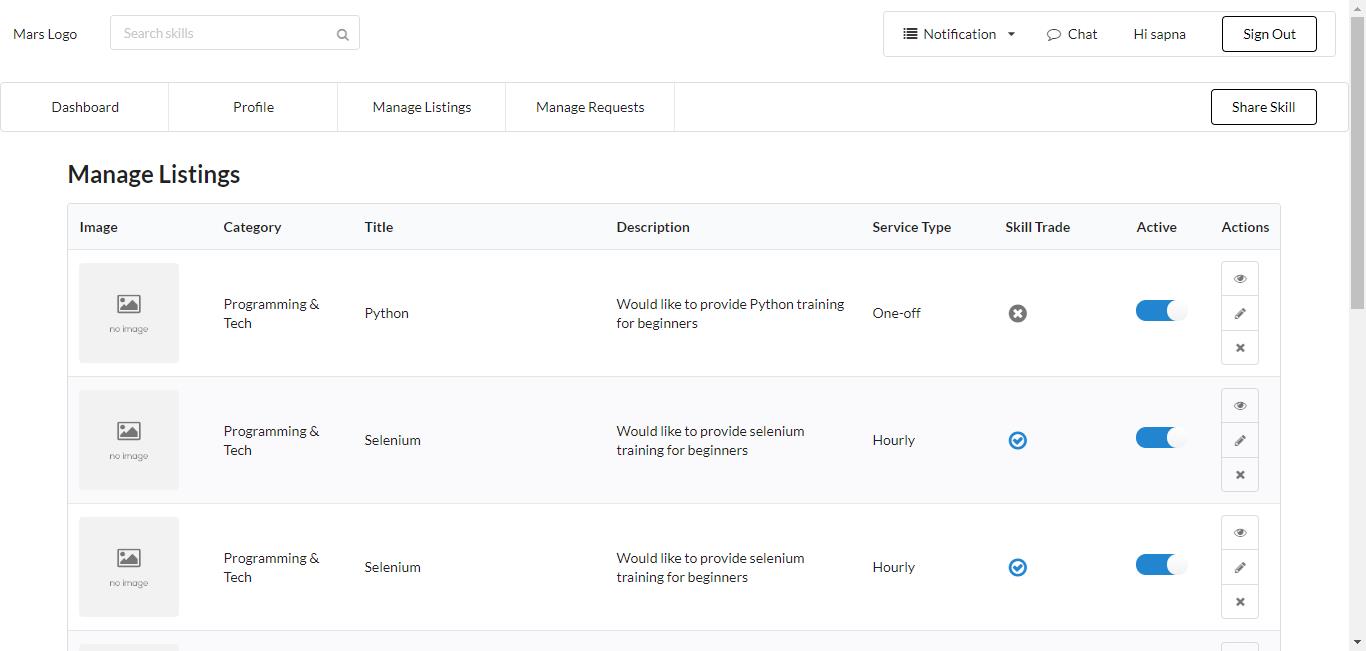 Mars Logo
Search skills
Notification
Chat
Hi sapna
Sign Out
Dashboard
Profile
Manage Listings
Manage Requests
Share Skill
Manage Listings
Image Category Title Description Service Type Skill Trade Active Actions
no image
Programming &
Tech
Python
Would like to provide Python training
for beginners
One-off
no image
Programming &
Tech
Selenium
Would like to provide selenium
training for beginners
Hourly
no image
Programming &
Tech
Selenium
Would like to provide selenium
training for beginners
Hourly